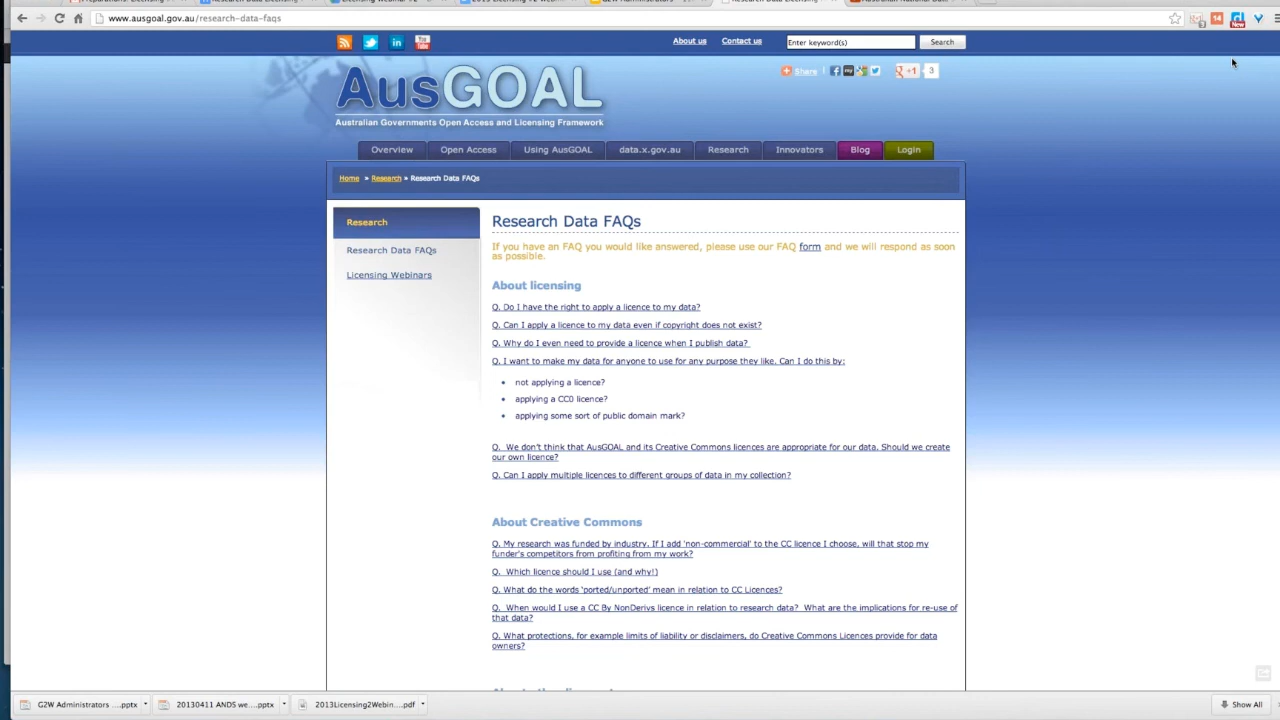 www.ausgoal.gov.au/research-data-faqs
14
New
About us
Contact us
Enter keyword(s)
Search
Share
+1
3
AusGOAL
Australian Governments Open Access and Licensing Framework
Overview
Open Access
Using AusGOAL
data.x.gov.au
Research
Innovators
Blog
Login
Home » Research » Research Data FAQs
Research
Research Data FAQs
Licensing Webinars
Research Data FAQs
If you have an FAQ you would like answered, please use our FAQ form and we will respond as soon
as possible.
About licensing
Q. Do I have the right to apply a licence to my data?
Q. Can I apply a licence to my data even if copyright does not exist?
Q. Why do I even need to provide a licence when I publish data?
Q. I want to make my data for anyone to use for any purpose they like. Can I do this by:
• not applying a licence?
• applying a CC0 licence?
• applying some sort of public domain mark?
Q. We don't think that AusGOAL and its Creative Commons licences are appropriate for our data. Should we create
our own licence?
Q. Can I apply multiple licences to different groups of data in my collection?
About Creative Commons
Q. My research was funded by industry. If I add 'non-commercial' to the CC licence I choose, will that stop my
funder's competitors from profiting from my work?
Q. Which licence should I use (and why!)
Q. What do the words 'ported/unported' mean in relation to CC Licences?
Q. When would I use a CC By NonDerivs licence in relation to research data? What are the implications for re-use of
that data?
Q. What protections, for example limits of liability or disclaimers, do Creative Commons Licences provide for data
owners?
G2W Administrators ....pptx
20130411 ANDS we...pptx
2013Licensing2Webin...pdf
Show All